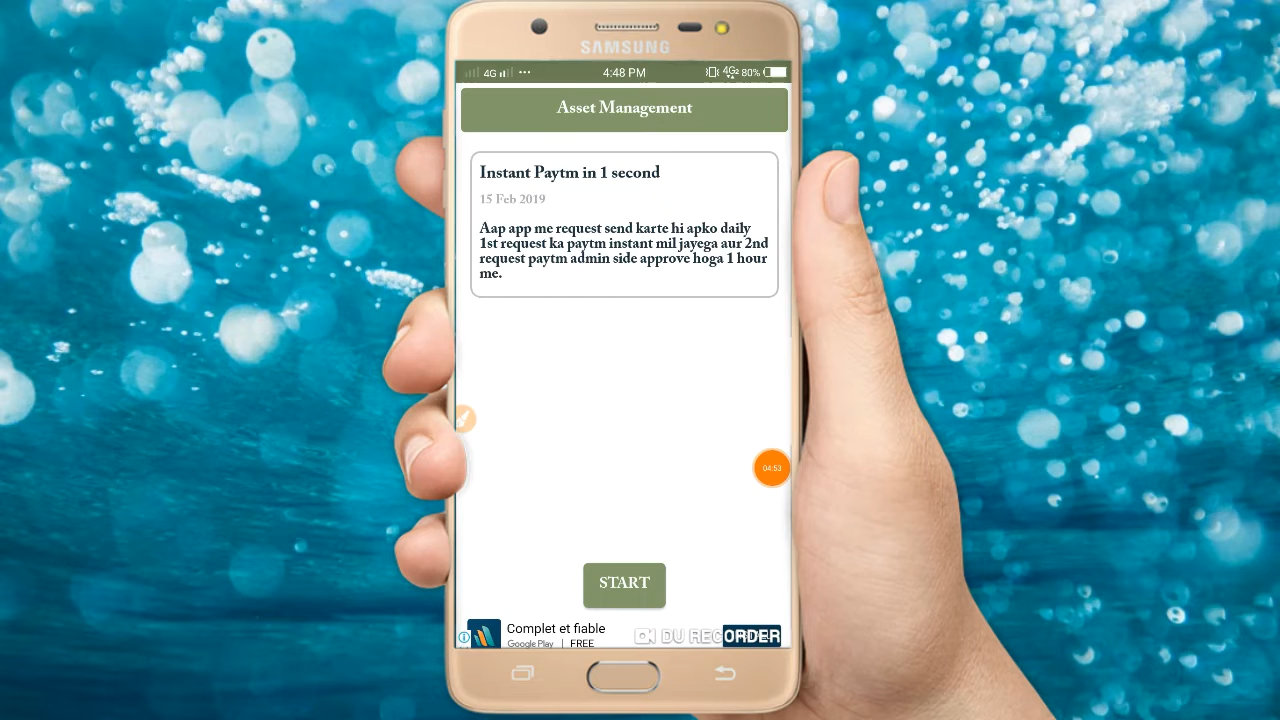 SAMSUNG
4G
4:48 PM
80%
Asset Management
Instant Paytm in 1 second
15 Feb 2019
Aap app me request send karte hi apko daily
1st request ka paytm instant mil jayega aur 2nd
request paytm admin side approve hoga 1 hour
me.
04:53
START
Complet et fiable
Google Play | FREE
DU RECORDER